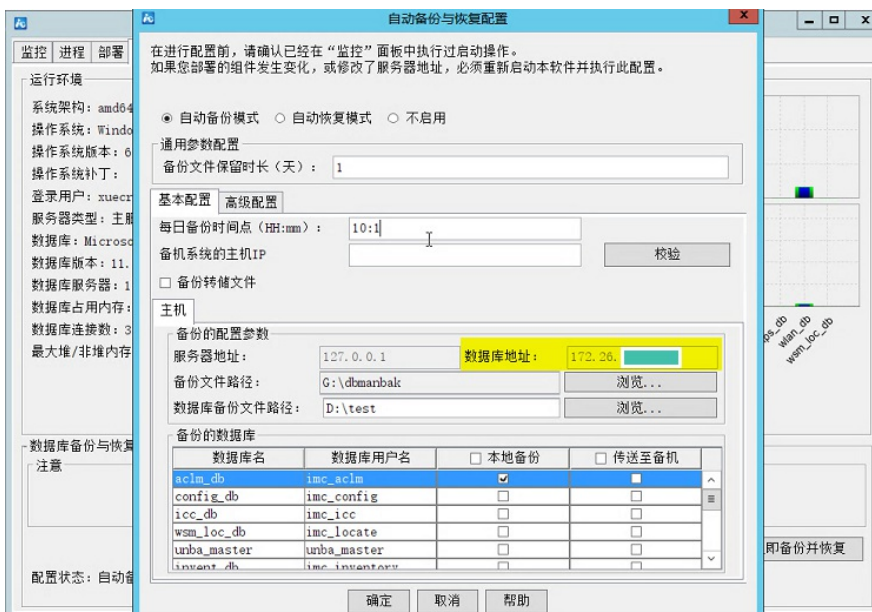 自动备份与恢复配置
在进行配置前，请确认已经在“监控”面板中执行过启动操作。
如果您部署的组件发生变化，或修改了服务器地址，必须重新启动本软件并执行此配置。
自动备份模式 自动恢复模式 不启用
通用参数配置
备份文件保留时长（天）： 1
基本配置 高级配置
每日备份时间点（HH:mm）： 10:1
备机系统的主机IP 校验
备份转储文件
主机
备份的配置参数
服务器地址： 127.0.0.1 数据库地址： 172.26.
备份文件路径： G:\dbmanbak 浏览...
数据库备份文件路径： D:\test 浏览...
备份的数据库
数据库名 数据库用户名 本地备份 传送至备机
aclm_db imc_aclm
config_db imc_config
icc_db imc_icc
wsm_loc_db imc_locate
unba_master unba_master
invent_db imc_inventory
确定 取消 帮助
监控 进程 部署
运行环境
系统架构：amd64
操作系统：Windo
操作系统版本：6
操作系统补丁：
登录用户：xuecr
服务器类型：主服
数据库：Microso
数据库版本：11.
数据库服务器：1
数据库占用内存：
数据库连接数：3
最大堆/非堆内存
数据库备份与恢复
注意
配置状态：自动备
ps_db
wlan_db
wsm_loc_db
即备份并恢复